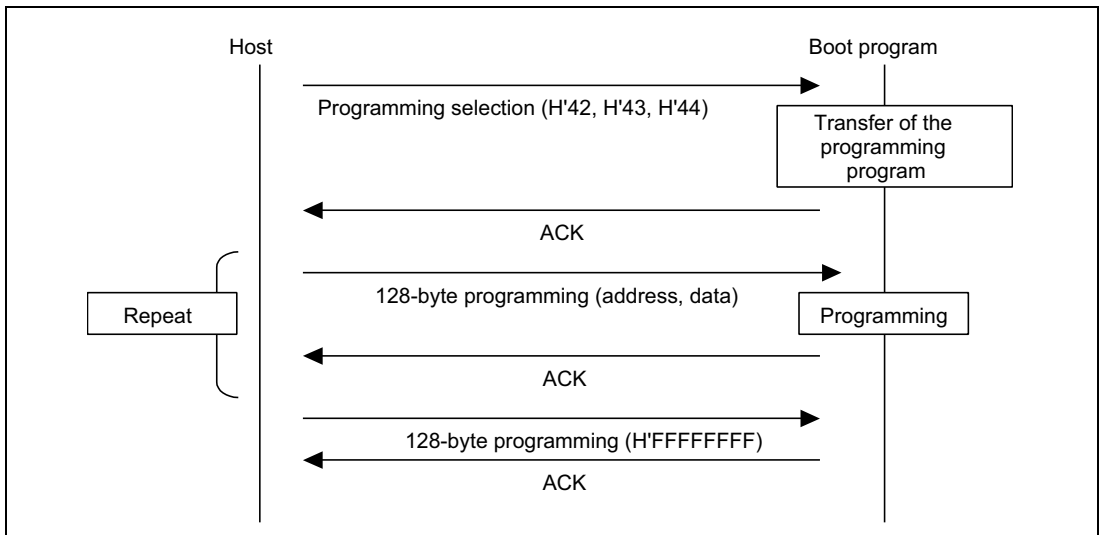 Host
Boot program
Programming selection (H'42, H'43, H'44)
Transfer of the
programming
program
ACK
128-byte programming (address, data)
Repeat
Programming
ACK
128-byte programming (H'FFFFFFFF)
ACK